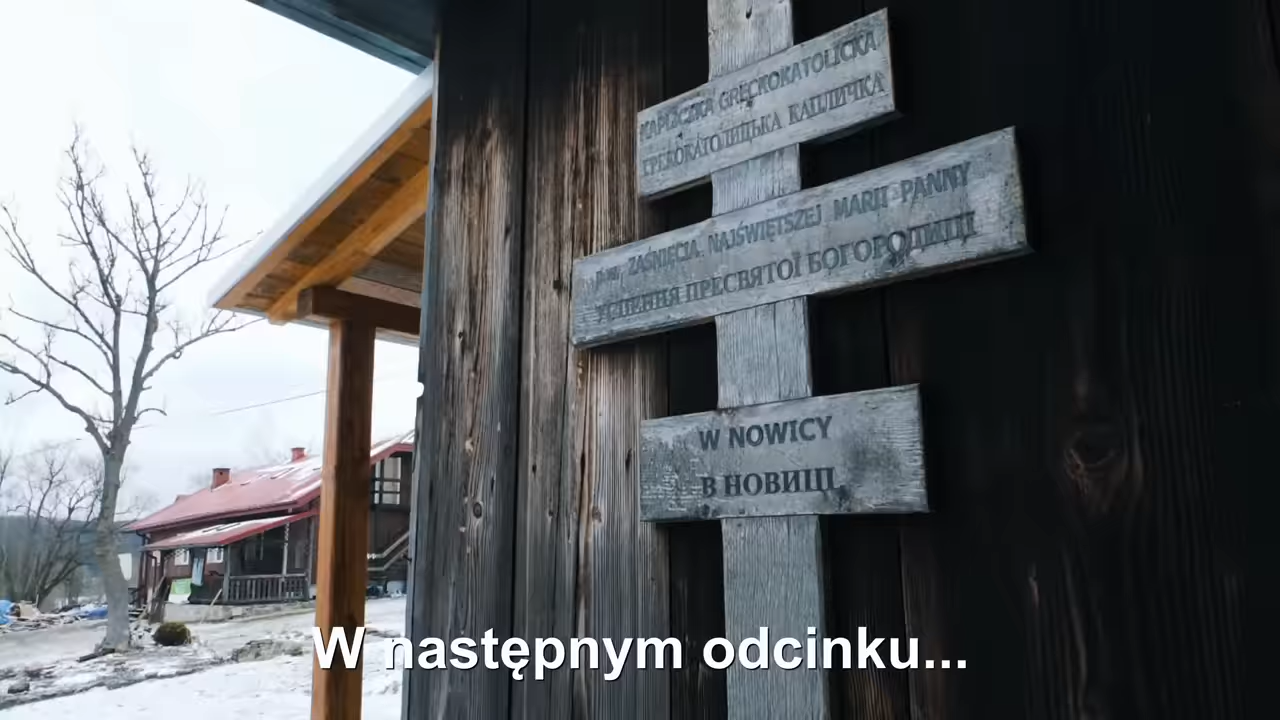 KAPLICZKA GRECKOKATOLICKA
ГРЕКОКАТОЛИЦЬКА КАПЛИЧКА
p.w. ZAŚNIĘCIA NAJŚWIĘTSZEJ MARII PANNY
УСПЕННЯ ПРЕСВЯТОЇ БОГОРОДИЦІ
W NOWICY
В НОВИЦІ
W następnym odcinku...